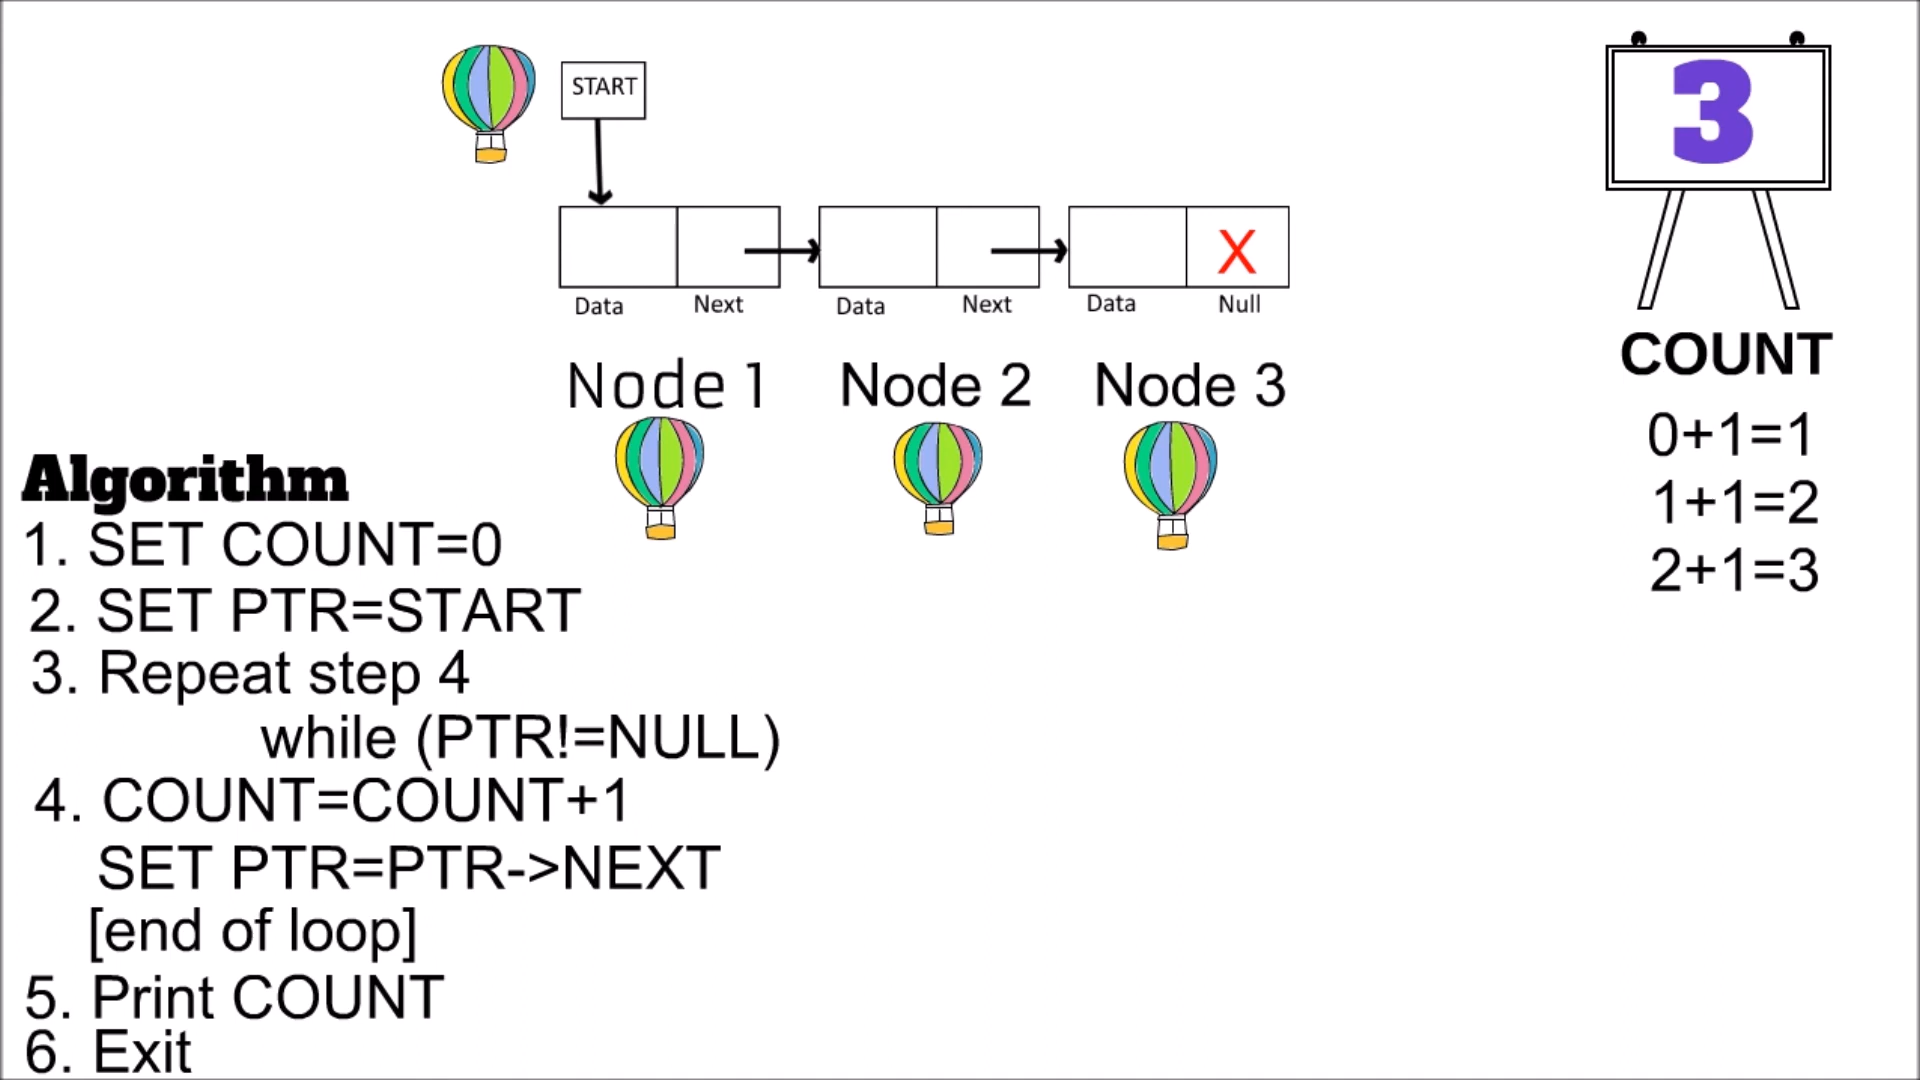 START
3
X
Data
Next
Data
Next
Data
Null
Node 1
Node 2
Node 3
COUNT
0+1=1
1+1=2
2+1=3
Algorithm
1. SET COUNT=0
2. SET PTR=START
3. Repeat step 4
while (PTR!=NULL)
4. COUNT=COUNT+1
SET PTR=PTR->NEXT
[end of loop]
5. Print COUNT
6. Exit